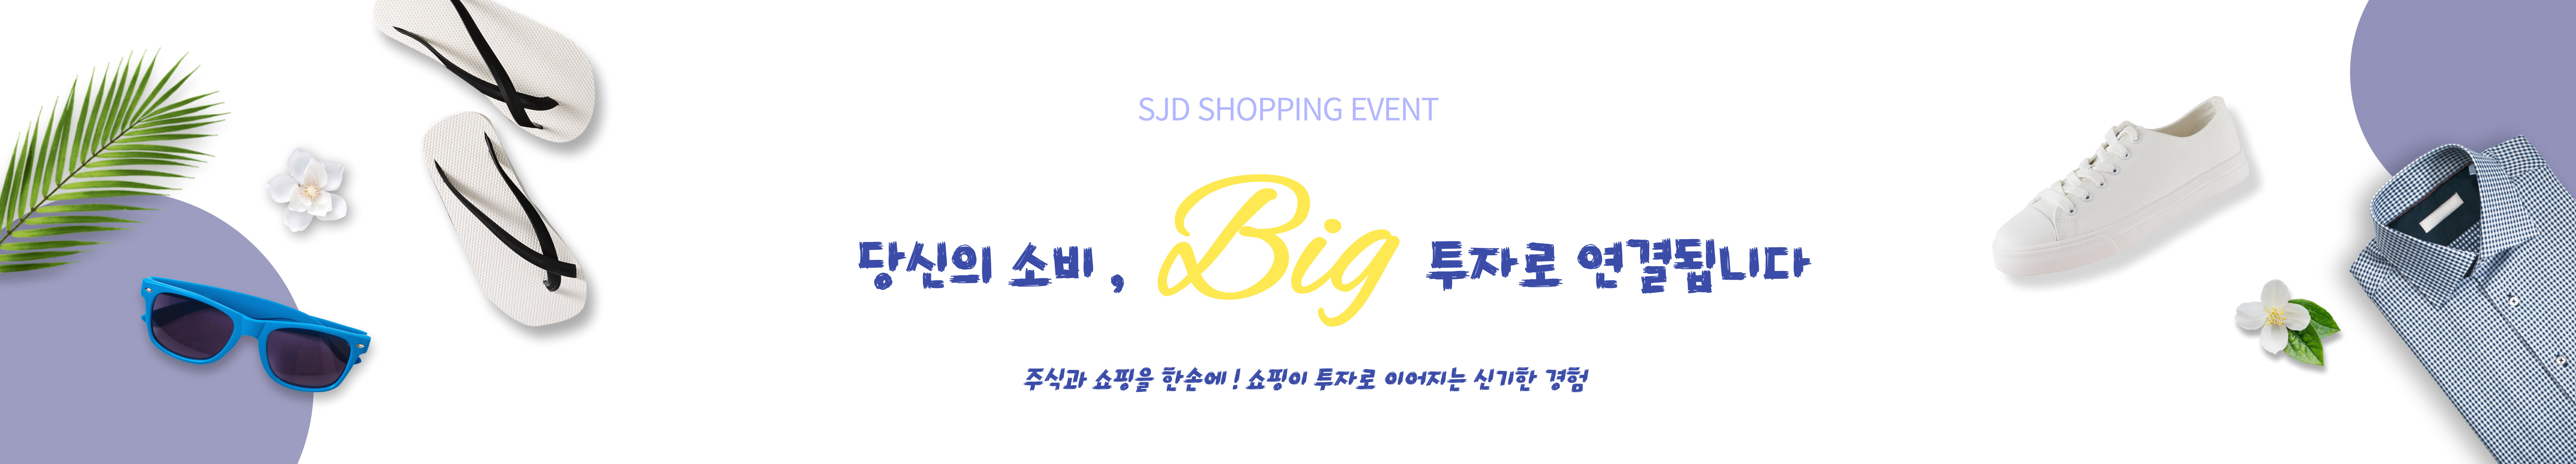 SJD SHOPPING EVENT
당신의 소비, Big 투자로 연결됩니다
주식과 쇼핑을 한손에! 쇼핑이 투자로 이어지는 신기한 경험